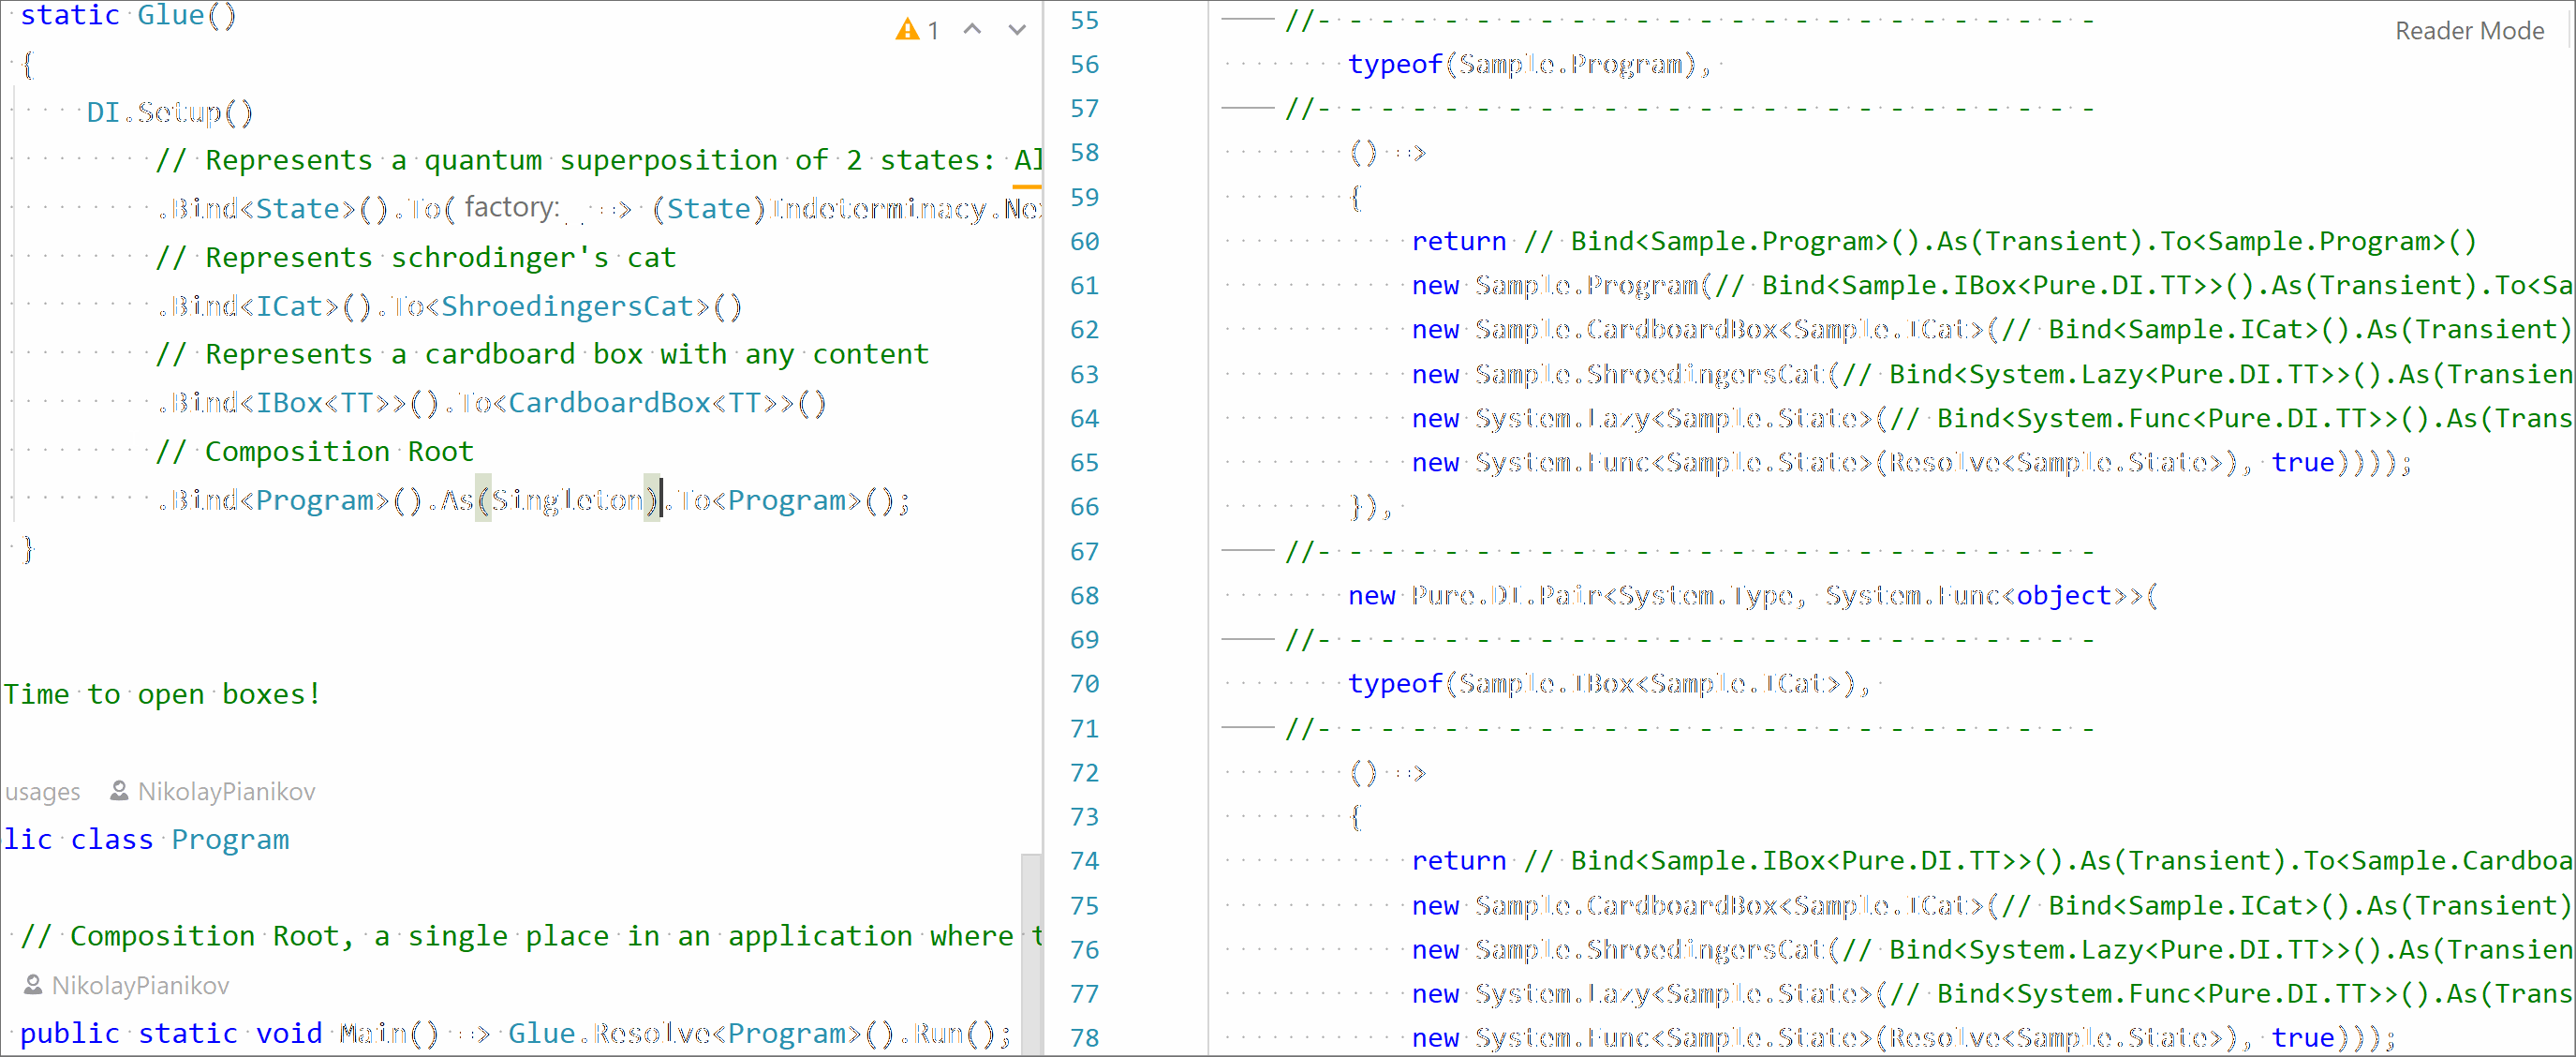 static Glue()
1
{
DI.Setup()
// Represents a quantum superposition of 2 states: Al
.Bind<State>().To( factory: _ => (State)Indeterminacy.Nex
// Represents schrodinger's cat
.Bind<ICat>().To<ShroedingersCat>()
// Represents a cardboard box with any content
.Bind<IBox<TT>>().To<CardboardBox<TT>>()
// Composition Root
.Bind<Program>().As(Singleton).To<Program>();
}
Time to open boxes!
usages NikolayPianikov
lic class Program
// Composition Root, a single place in an application where t
NikolayPianikov
public static void Main() => Glue.Resolve<Program>().Run();
Reader Mode
55 //- - - - - - - - - - - - - - - - - - - - - - - - -
56 typeof(Sample.Program),
57 //- - - - - - - - - - - - - - - - - - - - - - - - -
58 () =>
59 {
60 return // Bind<Sample.Program>().As(Transient).To<Sample.Program>()
61 new Sample.Program(// Bind<Sample.IBox<Pure.DI.TT>>().As(Transient).To<Sa
62 new Sample.CardboardBox<Sample.ICat>(// Bind<Sample.ICat>().As(Transient)
63 new Sample.ShroedingersCat(// Bind<System.Lazy<Pure.DI.TT>>().As(Transien
64 new System.Lazy<Sample.State>(// Bind<System.Func<Pure.DI.TT>>().As(Trans
65 new System.Func<Sample.State>(Resolve<Sample.State>), true))));
66 }),
67 //- - - - - - - - - - - - - - - - - - - - - - - - -
68 new Pure.DI.Pair<System.Type, System.Func<object>>(
69 //- - - - - - - - - - - - - - - - - - - - - - - - -
70 typeof(Sample.IBox<Sample.ICat>),
71 //- - - - - - - - - - - - - - - - - - - - - - - - -
72 () =>
73 {
74 return // Bind<Sample.IBox<Pure.DI.TT>>().As(Transient).To<Sample.Cardboa
75 new Sample.CardboardBox<Sample.ICat>(// Bind<Sample.ICat>().As(Transient)
76 new Sample.ShroedingersCat(// Bind<System.Lazy<Pure.DI.TT>>().As(Transien
77 new System.Lazy<Sample.State>(// Bind<System.Func<Pure.DI.TT>>().As(Trans
78 new System.Func<Sample.State>(Resolve<Sample.State>), true)));